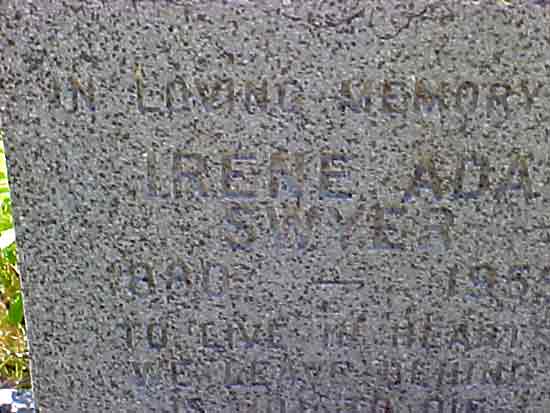 IN LOVING MEMORY
IRENE ADA
SWYER
—
TO LIVE IN HEARTS
WE LEAVE BEHIND